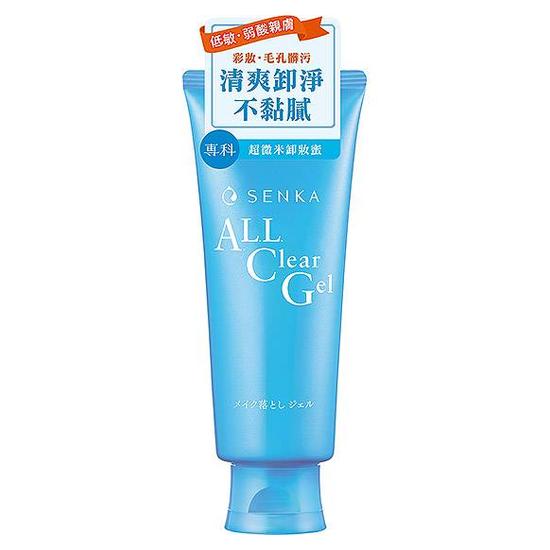 低敏・弱酸親膚
彩妝・毛孔髒污
清爽卸淨
不黏膩
専科
超微米卸妝蜜
SENKA
ALL
Clear
Gel
メイク落とし ジェル